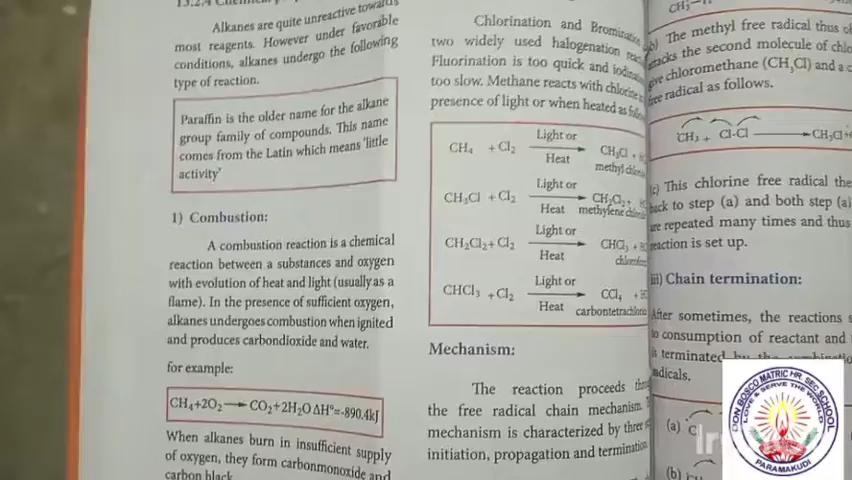 Alkanes are quite unreactive towards
most reagents. However under favorable
conditions, alkanes undergo the following
type of reaction.
Paraffin is the older name for the alkane
group family of compounds. This name
comes from the Latin which means 'little
activity'
1) Combustion:
A combustion reaction is a chemical
reaction between a substances and oxygen
with evolution of heat and light (usually as a
flame). In the presence of sufficient oxygen,
alkanes undergoes combustion when ignited
and produces carbondioxide and water.
for example:
CH₄+2O₂ ⟶ CO₂+2H₂O ΔH°=-890.4kJ
When alkanes burn in insufficient supply
of oxygen, they form carbonmonoxide and
carbon black.
Chlorination and
two widely used halogenation
Fluorination is too quick and
too slow. Methane reacts with chlorine
presence of light or when heated as
CH₄ + Cl₂ Light or Heat ⟶ CH₃Cl +
methyl
CH₃Cl + Cl₂ Light or Heat ⟶ CH₂Cl₂+
methylene
CH₂Cl₂+ Cl₂ Light or Heat ⟶ CHCl₃ +
CHCl₃ + Cl₂ Light or Heat ⟶ CCl₄ +
Mechanism:
The reaction proceeds
the free radical chain mechanism.
mechanism is characterized by three
initiation, propagation and termination
b) The methyl free radical thus
attacks the second molecule of
give chloromethane (CH₃Cl) and a
free radical as follows.
CH₃ + Cl-Cl ⟶ CH₃Cl+
(c) This chlorine free radical the
back to step (a) and both step (a)
are repeated many times and thus
reaction is set up.
iii) Chain termination:
After sometimes, the reactions
to consumption of reactant and
is terminated by the
radicals.
(a)
(b)
DON BOSCO MATRIC HR. SEC SCHOOL
LOVE & SERVE THE WORLD
PARAMAKUDI